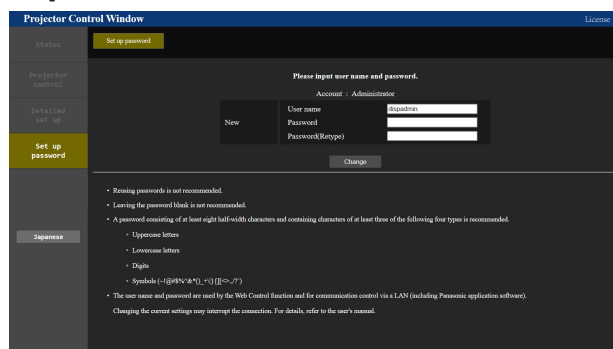 Projector Control Window
License
Status
Set up password
Projector control
Detailed set up
Set up password
Japanese
Please input user name and password.
Account : Administrator
New
User name
dispadmin
Password
Password(Retype)
Change
• Reusing passwords is not recommended.
• Leaving the password blank is not recommended.
• A password consisting of at least eight half-width characters and containing characters of at least three of the following four types is recommended.
• Uppercase letters
• Lowercase letters
• Digits
• Symbols
• The user name and password are used by the Web Control function and for communication control via a LAN (including Panasonic application software).
Changing the current settings may interrupt the connection. For details, refer to the user's manual.